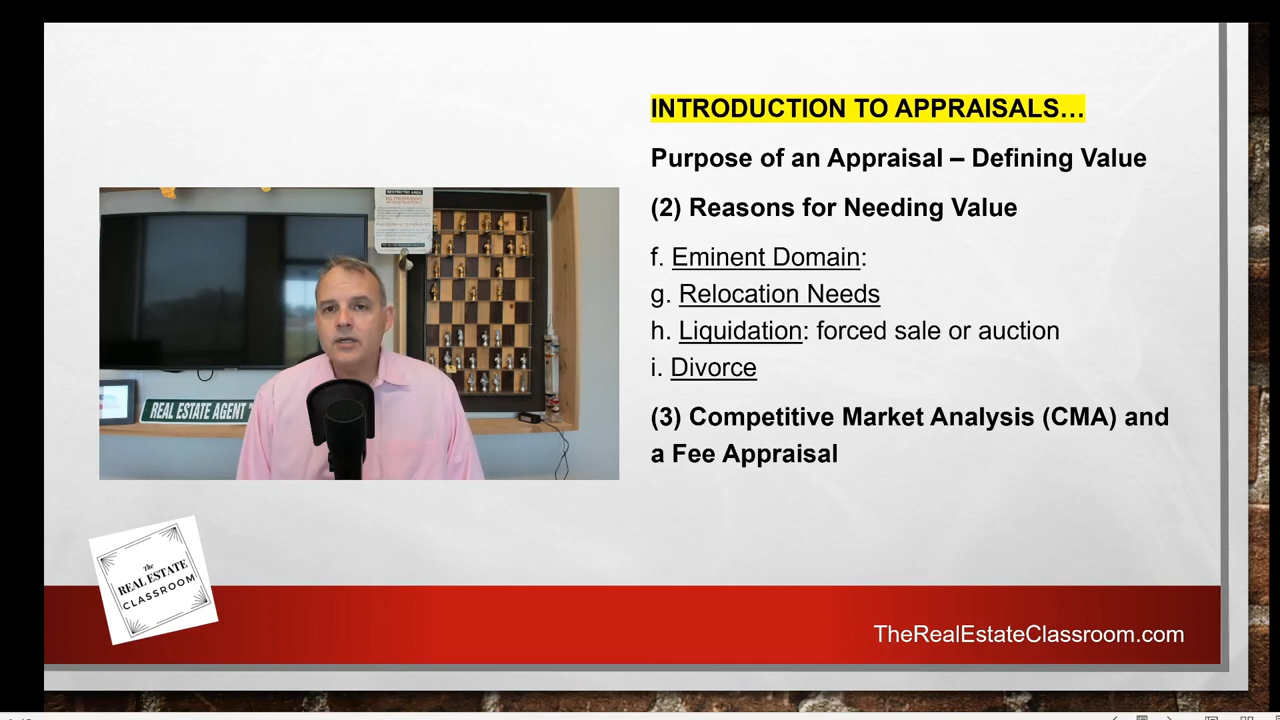 INTRODUCTION TO APPRAISALS...
Purpose of an Appraisal – Defining Value
(2) Reasons for Needing Value
f. Eminent Domain:
g. Relocation Needs
h. Liquidation: forced sale or auction
i. Divorce
(3) Competitive Market Analysis (CMA) and
a Fee Appraisal
RESTRICTED AREA
REAL ESTATE AGENT
The
REAL ESTATE
CLASSROOM
TheRealEstateClassroom.com